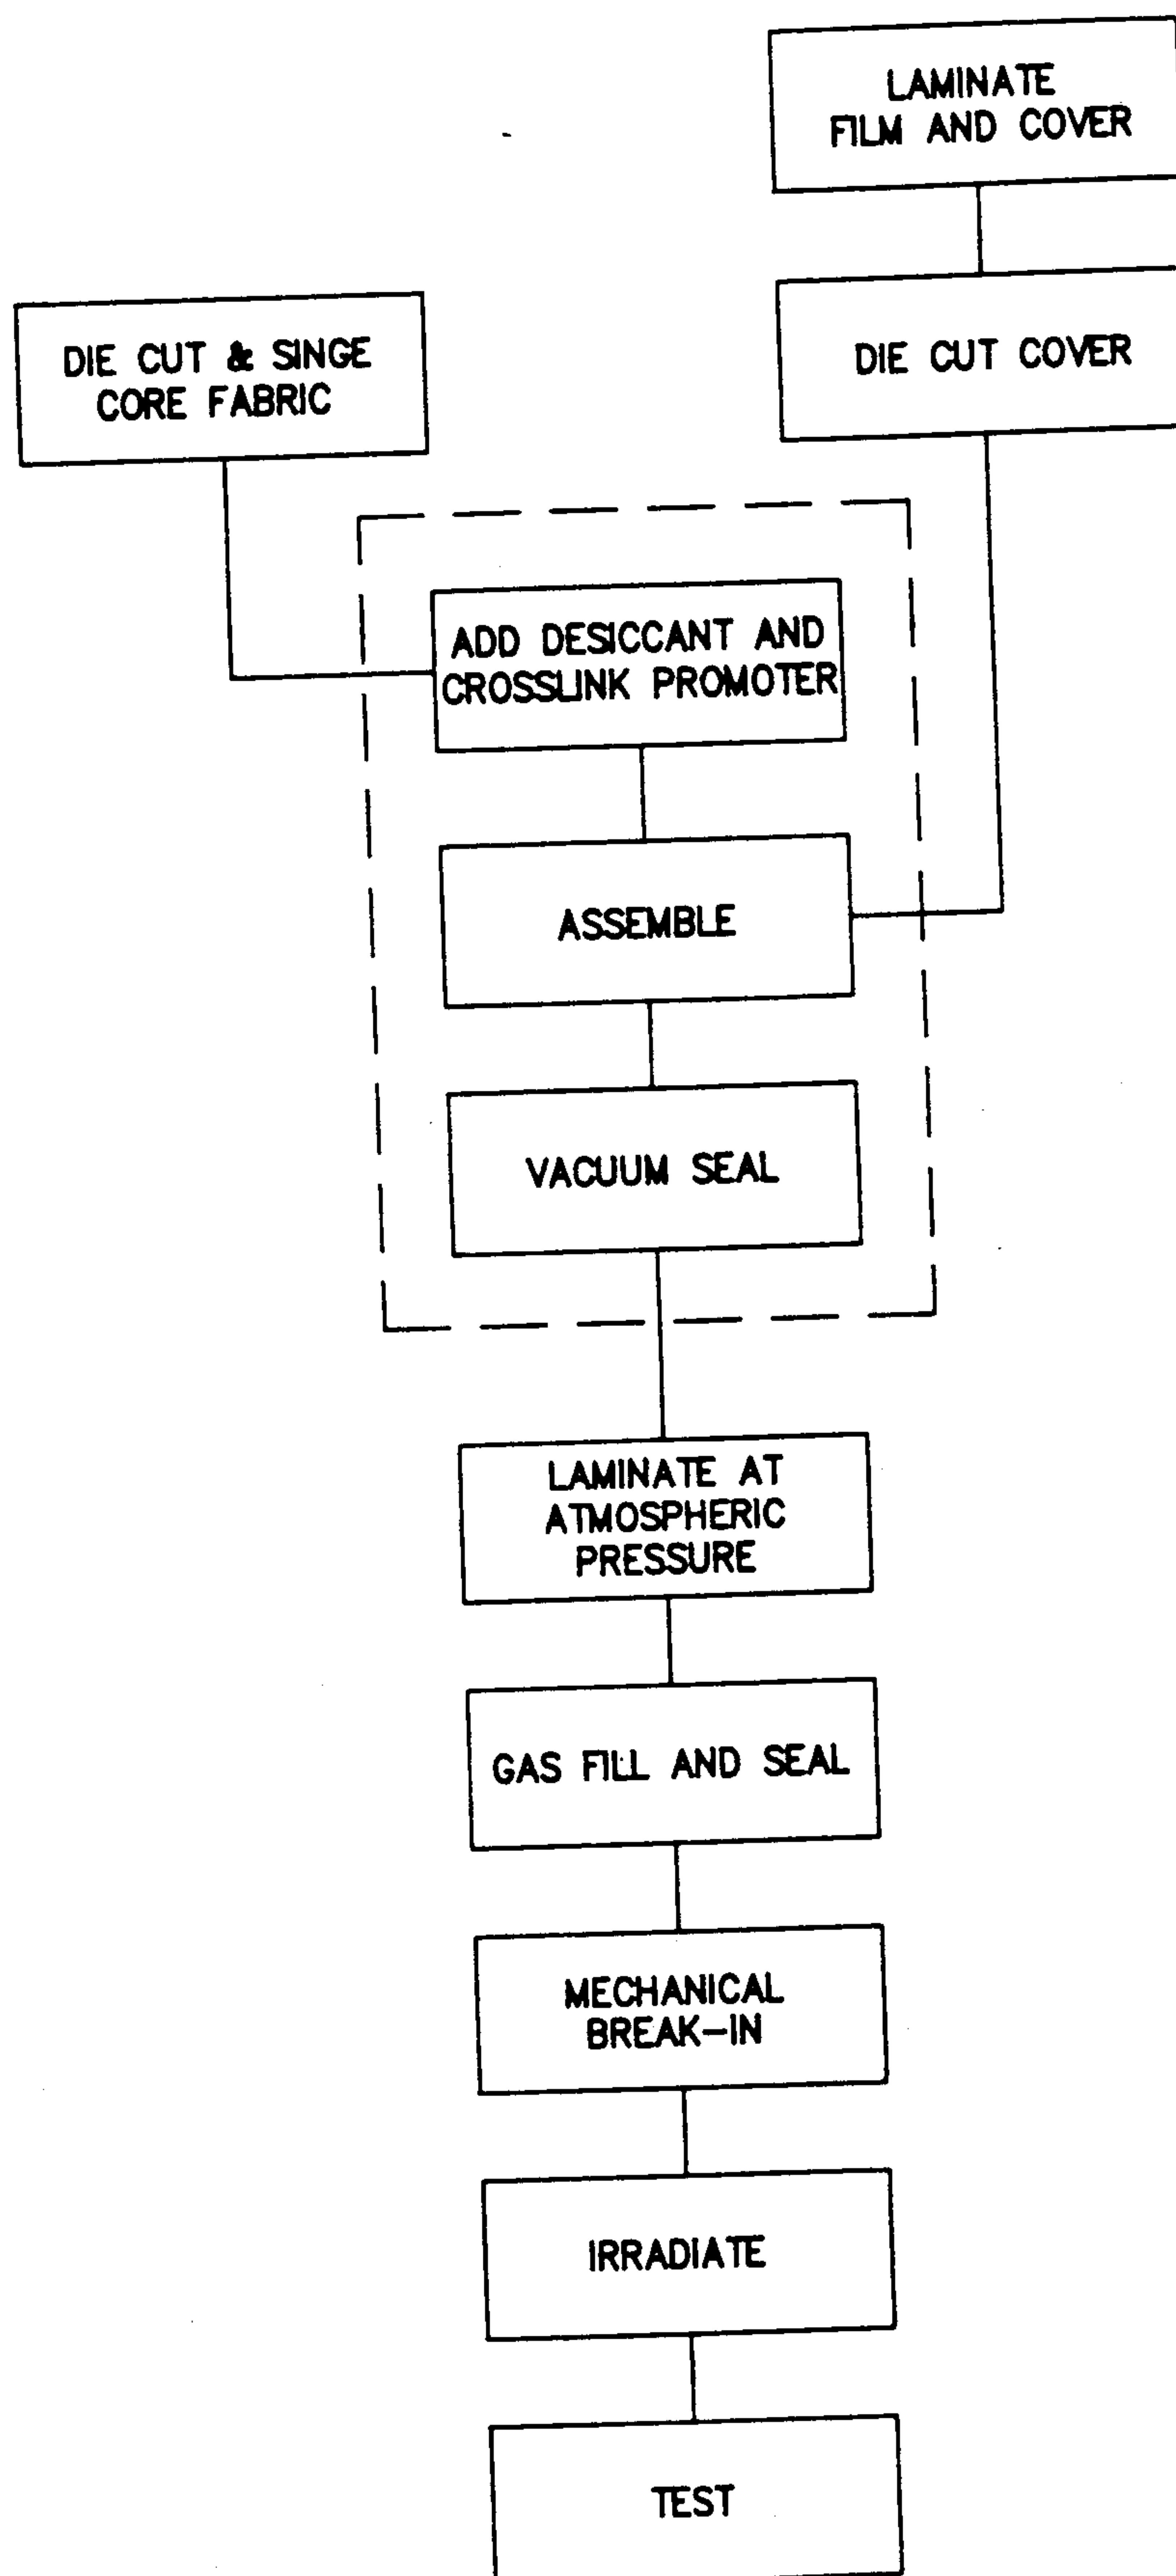 LAMINATE
FILM AND COVER
DIE CUT COVER
DIE CUT & SINGE
CORE FABRIC
ADD DESICCANT AND
CROSSLINK PROMOTER
ASSEMBLE
VACUUM SEAL
LAMINATE AT
ATMOSPHERIC
PRESSURE
GAS FILL AND SEAL
MECHANICAL
BREAK-IN
IRRADIATE
TEST